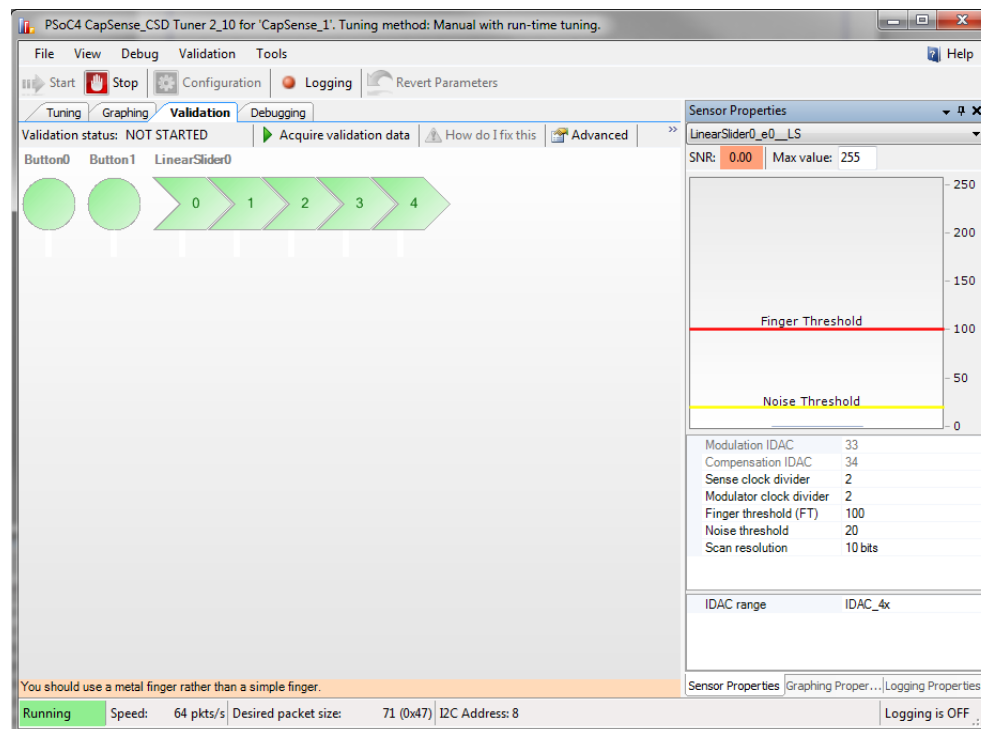 PSoC4 CapSense_CSD Tuner 2_10 for 'CapSense_1'. Tuning method: Manual with run-time tuning.
File View Debug Validation Tools Help
Start Stop Configuration Logging Revert Parameters
Tuning Graphing Validation Debugging
Validation status: NOT STARTED Acquire validation data How do I fix this Advanced »
Button0 Button1 LinearSlider0
0 1 2 3 4
You should use a metal finger rather than a simple finger.
Sensor Properties
LinearSlider0_e0__LS
SNR: 0.00 Max value: 255
250
200
150
Finger Threshold
100
50
Noise Threshold
0
Modulation IDAC 33
Compensation IDAC 34
Sense clock divider 2
Modulator clock divider 2
Finger threshold (FT) 100
Noise threshold 20
Scan resolution 10 bits
IDAC range IDAC_4x
Sensor Properties Graphing Proper... Logging Properties
Running Speed: 64 pkts/s Desired packet size: 71 (0x47) I2C Address: 8 Logging is OFF